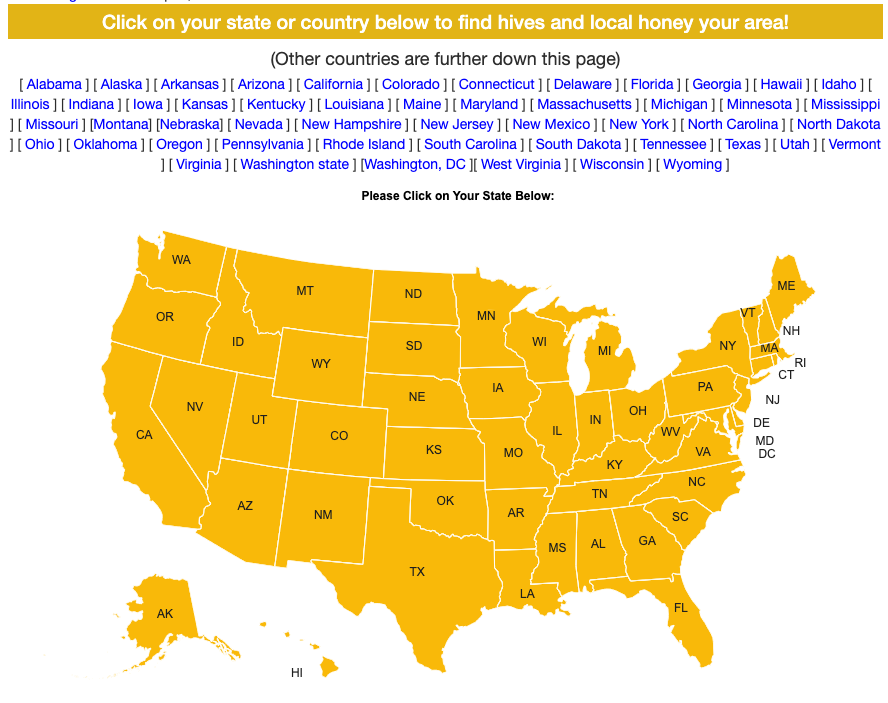 Click on your state or country below to find hives and local honey your area!
(Other countries are further down this page)
[ Alabama ] [ Alaska ] [ Arkansas ] [ Arizona ] [ California ] [ Colorado ] [ Connecticut ] [ Delaware ] [ Florida ] [ Georgia ] [ Hawaii ] [ Idaho ] [
Illinois ] [ Indiana ] [ Iowa ] [ Kansas ] [ Kentucky ] [ Louisiana ] [ Maine ] [ Maryland ] [ Massachusetts ] [ Michigan ] [ Minnesota ] [ Mississippi
] [ Missouri ] [Montana] [Nebraska] [ Nevada ] [ New Hampshire ] [ New Jersey ] [ New Mexico ] [ New York ] [ North Carolina ] [ North Dakota
] [ Ohio ] [ Oklahoma ] [ Oregon ] [ Pennsylvania ] [ Rhode Island ] [ South Carolina ] [ South Dakota ] [ Tennessee ] [ Texas ] [ Utah ] [ Vermont
] [ Virginia ] [ Washington state ] [Washington, DC ][ West Virginia ] [ Wisconsin ] [ Wyoming ]
Please Click on Your State Below:
WA
MT
ND
MN
ME
OR
ID
SD
WI
MI
VT
NH
WY
NY
MA
RI
CT
NV
UT
NE
IA
PA
NJ
CA
CO
KS
MO
IL
IN
OH
WV
VA
DE
MD
DC
KY
AZ
NM
OK
AR
TN
NC
SC
TX
MS
AL
GA
LA
FL
AK
HI